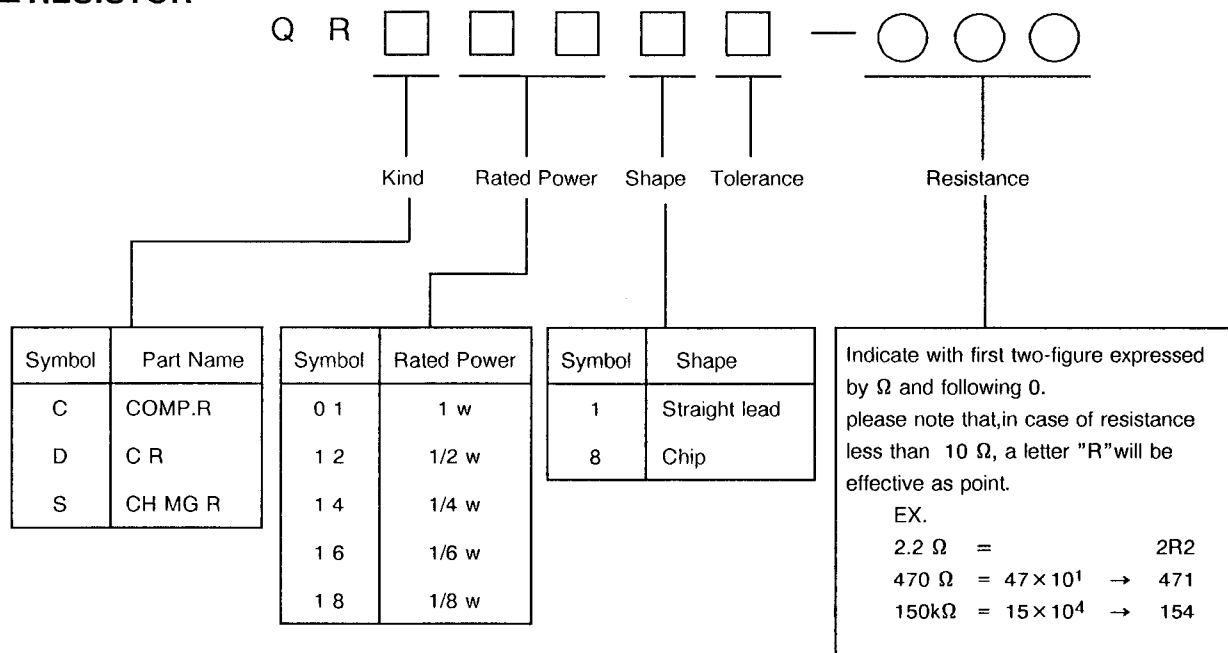 RESISTOR
Q R □ □ □ □ □ — ○ ○ ○
Kind Rated Power Shape Tolerance Resistance
Symbol Part Name
C COMP.R
D C R
S CH MG R
Symbol Rated Power
0 1 1 w
1 2 1/2 w
1 4 1/4 w
1 6 1/6 w
1 8 1/8 w
Symbol Shape
1 Straight lead
8 Chip
Indicate with first two-figure expressed
by Ω and following 0.
please note that,in case of resistance
less than 10 Ω, a letter "R"will be
effective as point.
EX.
2.2 Ω = 2R2
470 Ω = 47×10¹ → 471
150kΩ = 15×10⁴ → 154